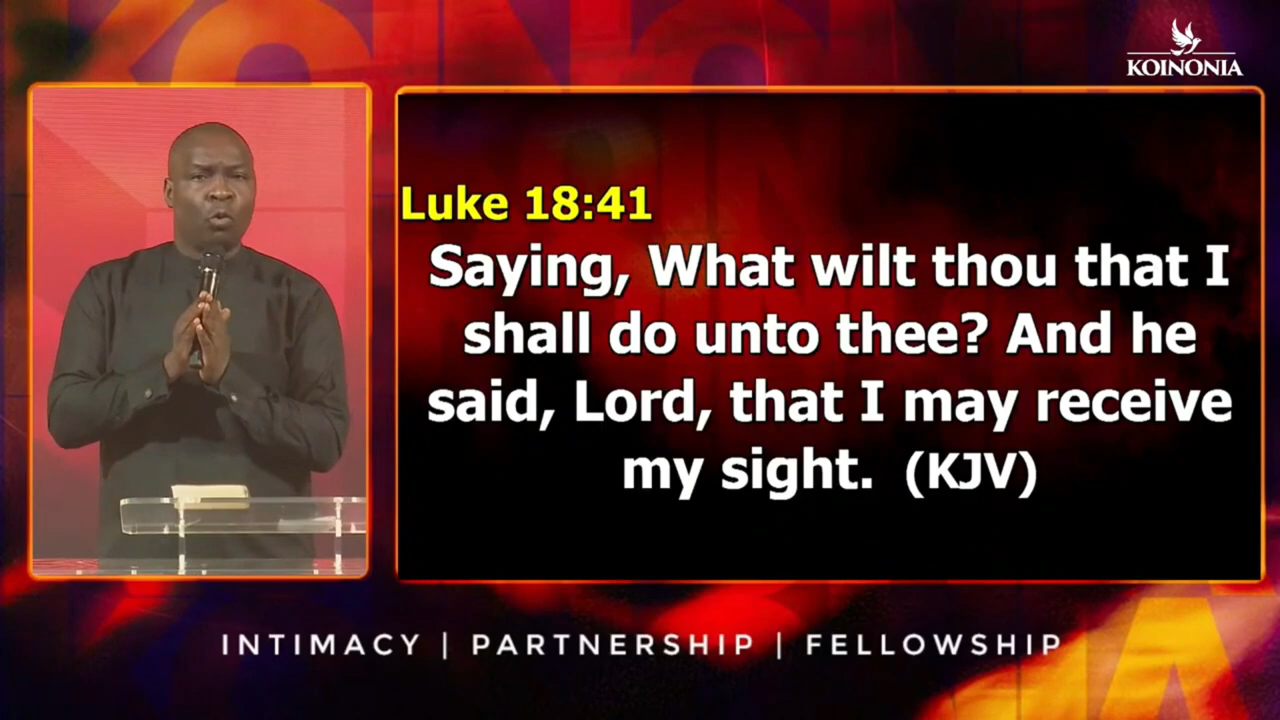 KOINONIA
Luke 18:41
Saying, What wilt thou that I
shall do unto thee? And he
said, Lord, that I may receive
my sight. (KJV)
INTIMACY | PARTNERSHIP | FELLOWSHIP